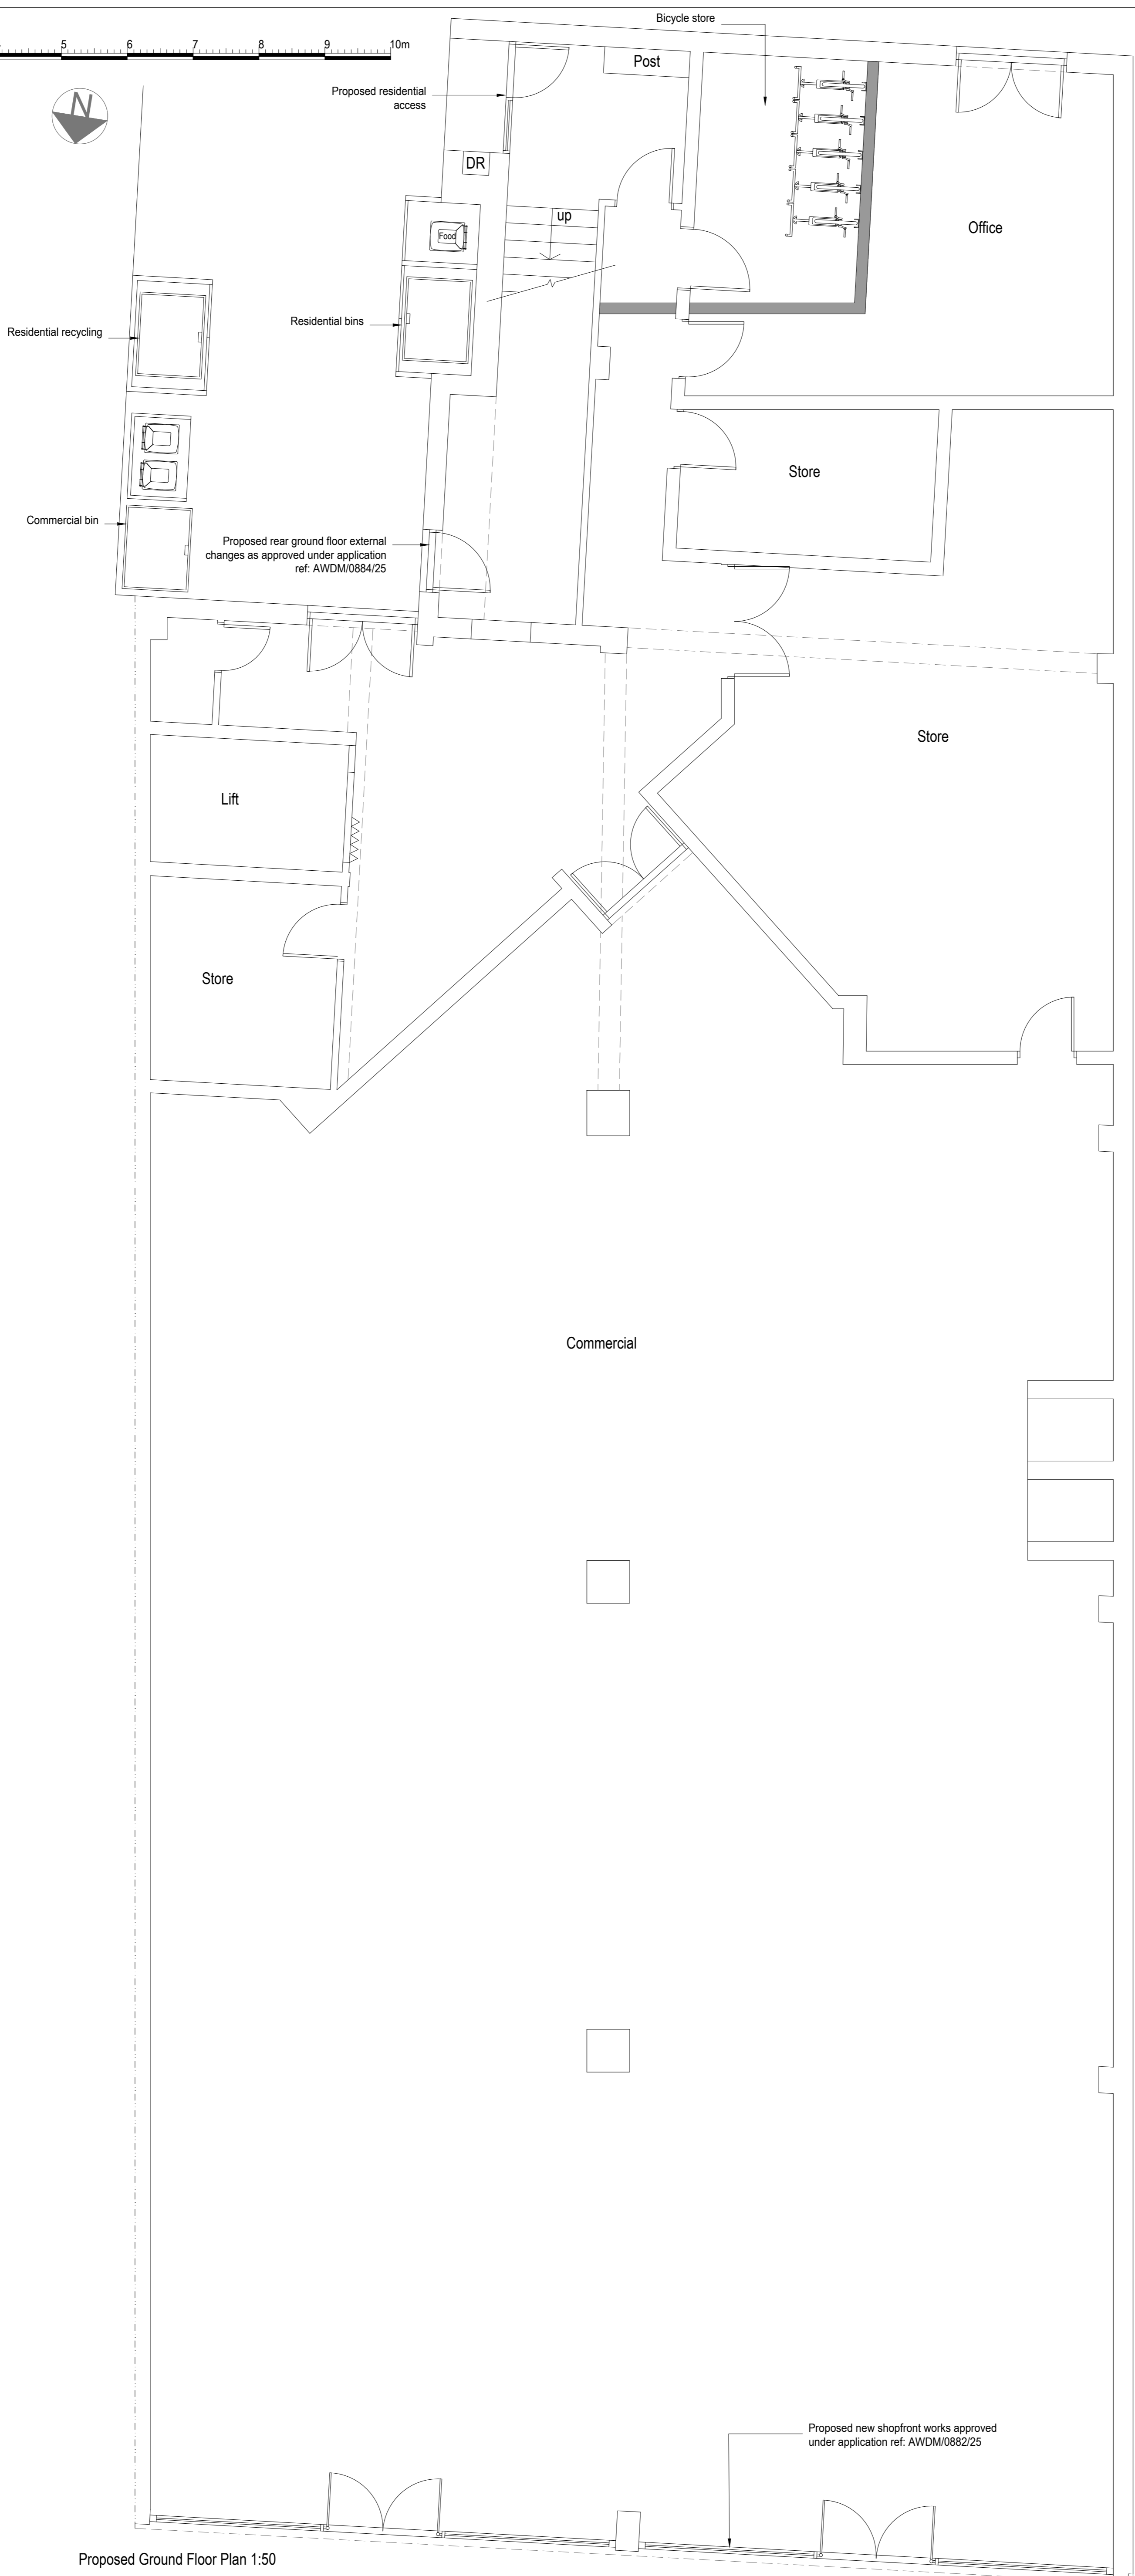 Bicycle store
5 6 7 8 9 10m
Post
Proposed residential
access
N
DR
up
Food
Office
Residential bins
Residential recycling
Store
Commercial bin
Proposed rear ground floor external
changes as approved under application
ref: AWDM/0884/25
Store
Lift
Store
Commercial
Proposed new shopfront works approved
under application ref: AWDM/0882/25
Proposed Ground Floor Plan 1:50